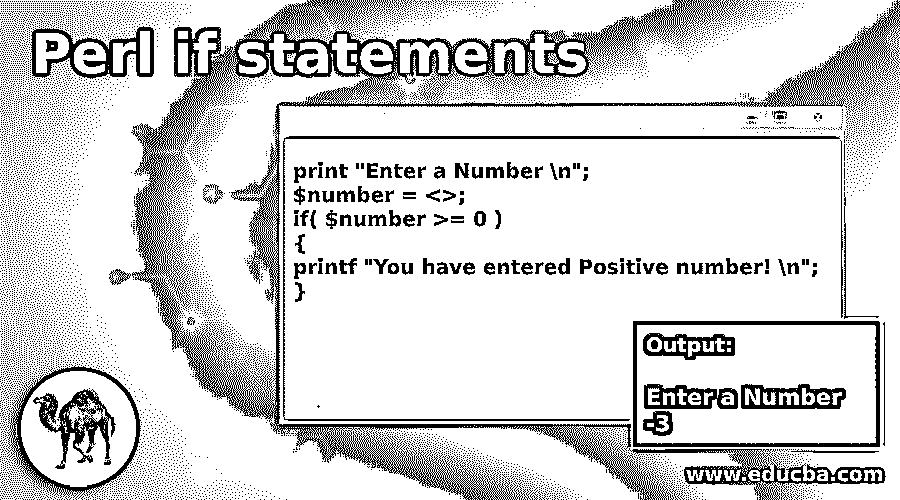 Perl if statements
print "Enter a Number \n";
$number = <>;
if( $number >= 0 )
{
printf "You have entered Positive number! \n";
}
Output:
Enter a Number
-3
www.educba.com